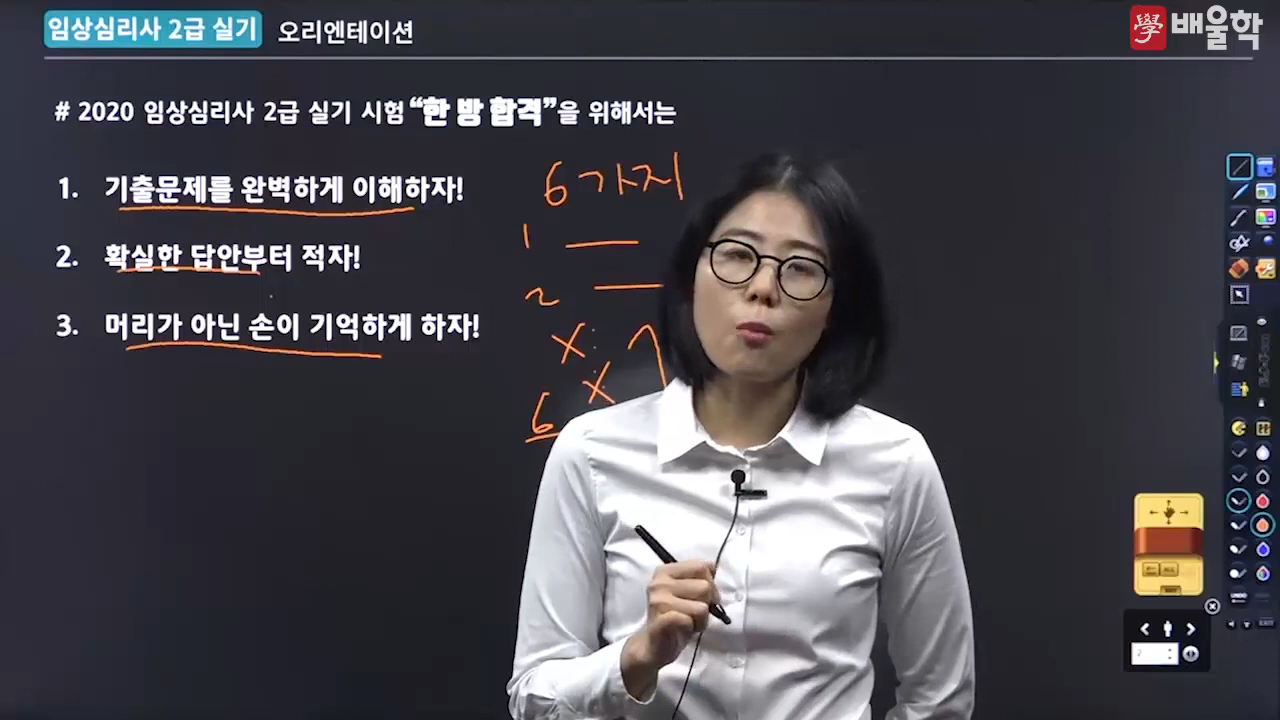 임상심리사 2급 실기 오리엔테이션
學 배울학
# 2020 임상심리사 2급 실기 시험 “한 방 합격”을 위해서는
1. 기출문제를 완벽하게 이해하자!
2. 확실한 답안부터 적자!
3. 머리가 아닌 손이 기억하게 하자!
6가지
1
2
X
X
6
ALL
UNDO
EXIT
2